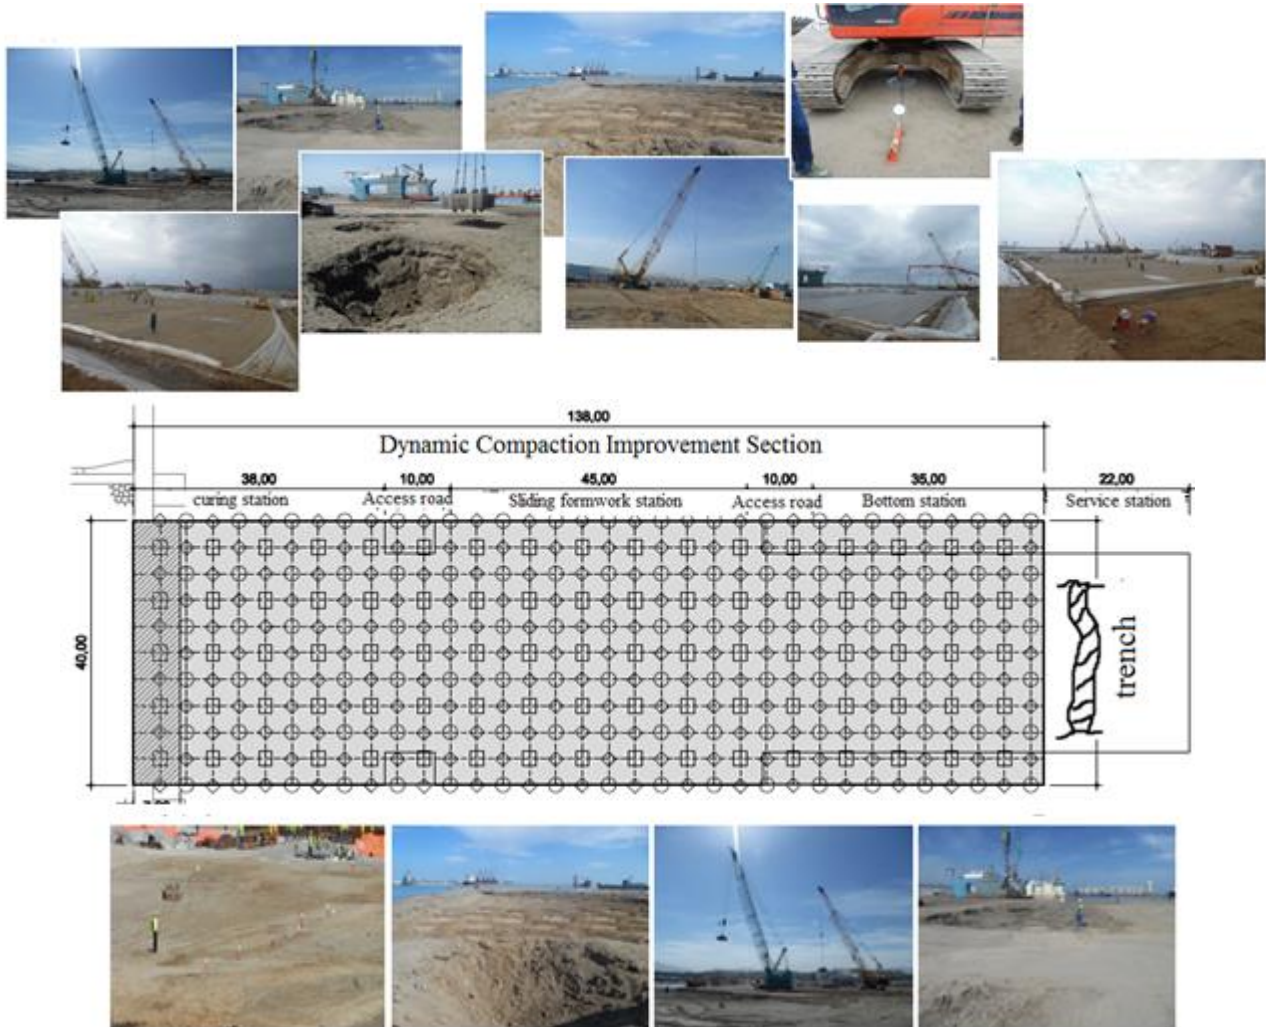 138,00
Dynamic Compaction Improvement Section
38,00 10,00 45,00 10,00 35,00 22,00
curing station Access road Sliding formwork station Access road Bottom station Service station
40,00
trench